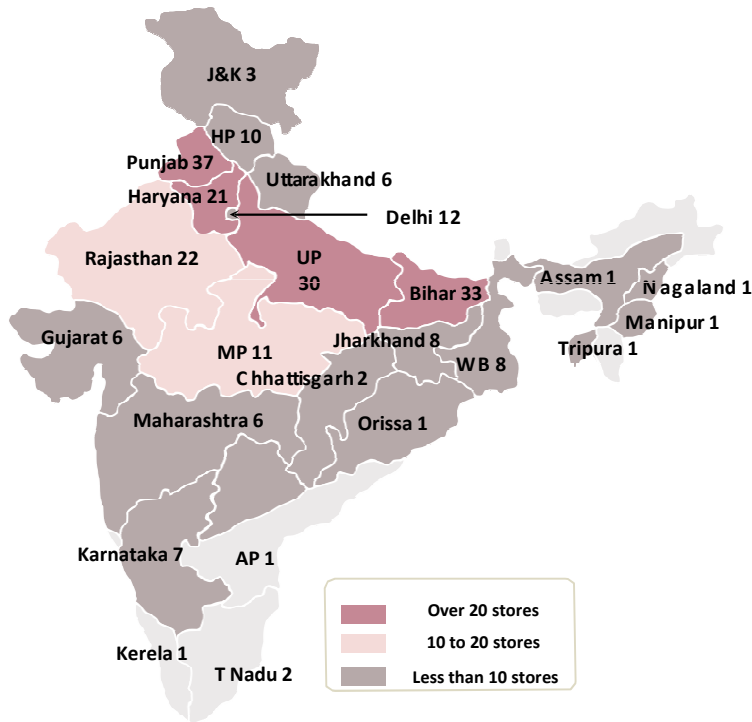 J&K 3
HP 10
Punjab 37
Uttarakhand 6
Haryana 21
Delhi 12
Rajasthan 22
UP
30
Bihar 33
Assam 1
Nagaland 1
Manipur 1
Tripura 1
Gujarat 6
MP 11
Jharkhand 8
WB 8
Chhattisgarh 2
Maharashtra 6
Orissa 1
Karnataka 7
AP 1
Kerela 1
T Nadu 2
Over 20 stores
10 to 20 stores
Less than 10 stores